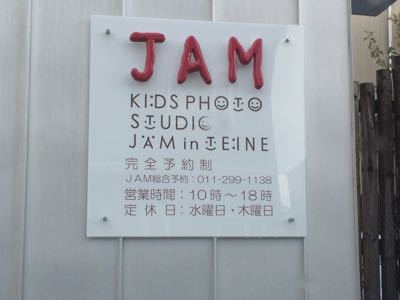 JAM
KIDS PHOTO
STUDIO
JAM in TEINE
完全予約制
JAM総合予約：011-299-1138
営業時間：10時～18時
定休日：水曜日・木曜日